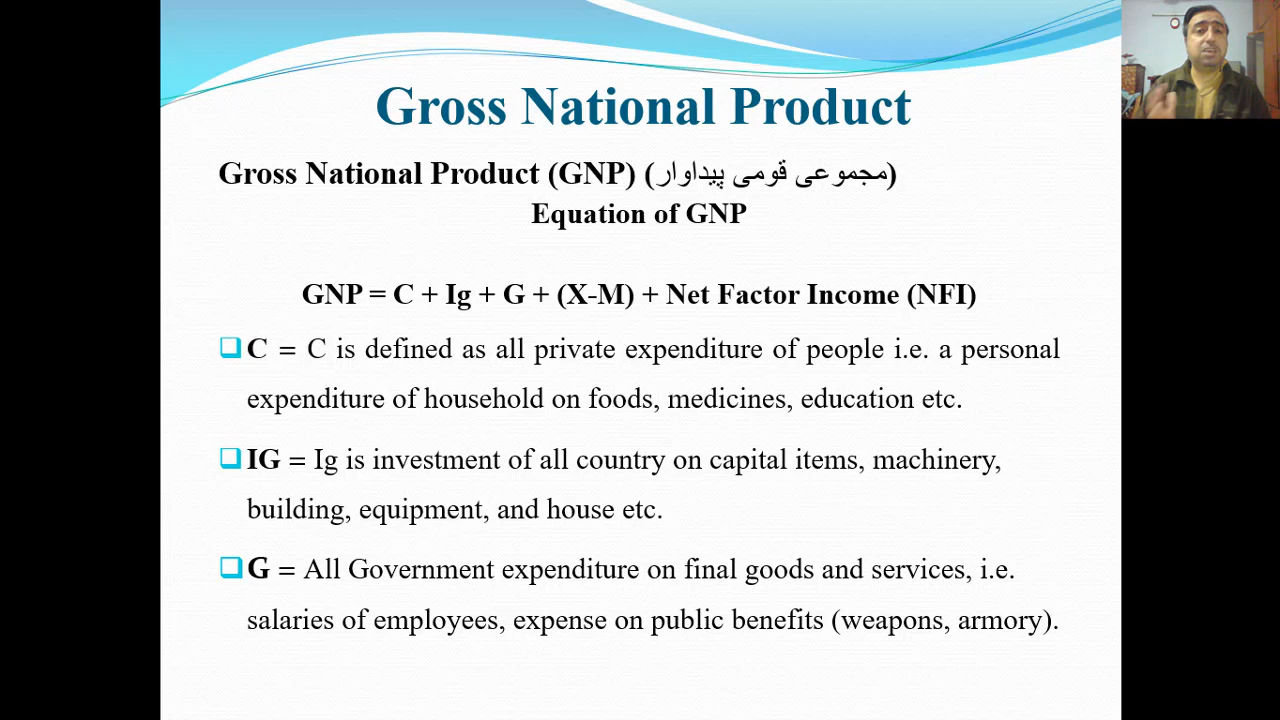 Gross National Product
Gross National Product (GNP) (مجموعی قومی پیداوار)
Equation of GNP
GNP = C + Ig + G + (X-M) + Net Factor Income (NFI)
C = C is defined as all private expenditure of people i.e. a personal
expenditure of household on foods, medicines, education etc.
IG = Ig is investment of all country on capital items, machinery,
building, equipment, and house etc.
G = All Government expenditure on final goods and services, i.e.
salaries of employees, expense on public benefits (weapons, armory).